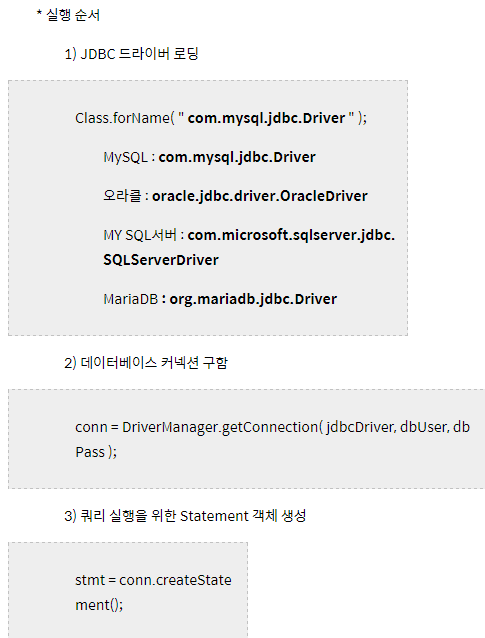 * 실행 순서
1) JDBC 드라이버 로딩
Class.forName( " com.mysql.jdbc.Driver " );
MySQL : com.mysql.jdbc.Driver
오라클 : oracle.jdbc.driver.OracleDriver
MY SQL서버 : com.microsoft.sqlserver.jdbc.
SQLServerDriver
MariaDB : org.mariadb.jdbc.Driver
2) 데이터베이스 커넥션 구함
conn = DriverManager.getConnection( jdbcDriver, dbUser, db
Pass );
3) 쿼리 실행을 위한 Statement 객체 생성
stmt = conn.createState
ment();